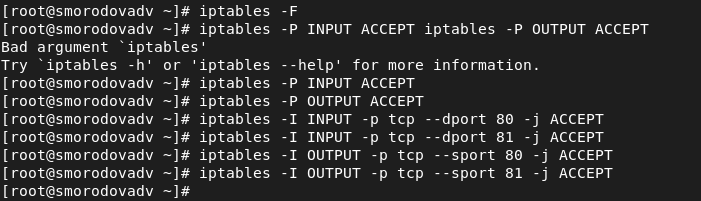 [root@smorodovadv ~]# iptables -F
[root@smorodovadv ~]# iptables -P INPUT ACCEPT iptables -P OUTPUT ACCEPT
Bad argument `iptables'
Try `iptables -h' or 'iptables --help' for more information.
[root@smorodovadv ~]# iptables -P INPUT ACCEPT
[root@smorodovadv ~]# iptables -P OUTPUT ACCEPT
[root@smorodovadv ~]# iptables -I INPUT -p tcp --dport 80 -j ACCEPT
[root@smorodovadv ~]# iptables -I INPUT -p tcp --dport 81 -j ACCEPT
[root@smorodovadv ~]# iptables -I OUTPUT -p tcp --sport 80 -j ACCEPT
[root@smorodovadv ~]# iptables -I OUTPUT -p tcp --sport 81 -j ACCEPT
[root@smorodovadv ~]#